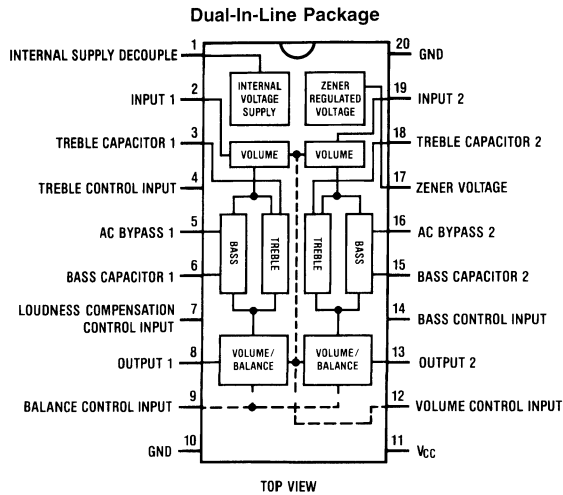 Dual-In-Line Package
INTERNAL SUPPLY DECOUPLE 1
INPUT 1 2
TREBLE CAPACITOR 1 3
TREBLE CONTROL INPUT 4
AC BYPASS 1 5
BASS CAPACITOR 1 6
LOUDNESS COMPENSATION
CONTROL INPUT 7
OUTPUT 1 8
BALANCE CONTROL INPUT 9
GND 10
INTERNAL
VOLTAGE
SUPPLY
ZENER
REGULATED
VOLTAGE
VOLUME
VOLUME
BASS
TREBLE
TREBLE
BASS
VOLUME/
BALANCE
VOLUME/
BALANCE
20 GND
19 INPUT 2
18 TREBLE CAPACITOR 2
17 ZENER VOLTAGE
16 AC BYPASS 2
15 BASS CAPACITOR 2
14 BASS CONTROL INPUT
13 OUTPUT 2
12 VOLUME CONTROL INPUT
11 VCC
TOP VIEW